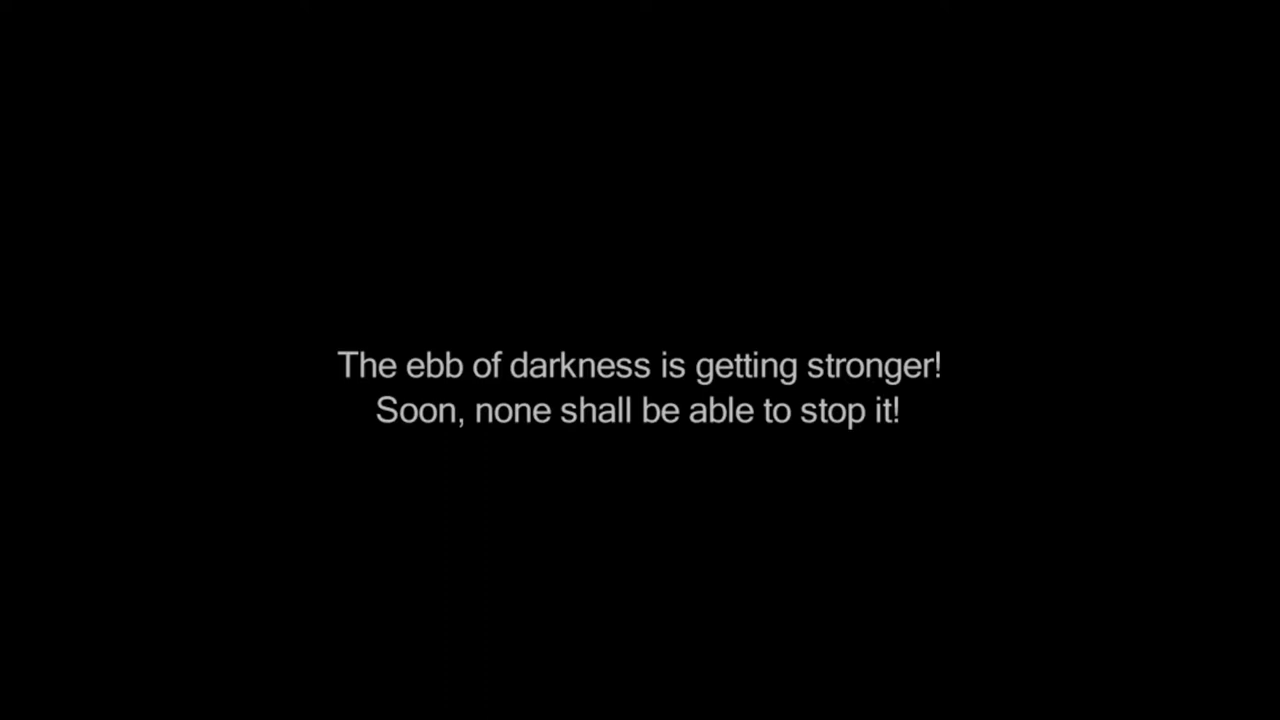 The ebb of darkness is getting stronger!
Soon, none shall be able to stop it!